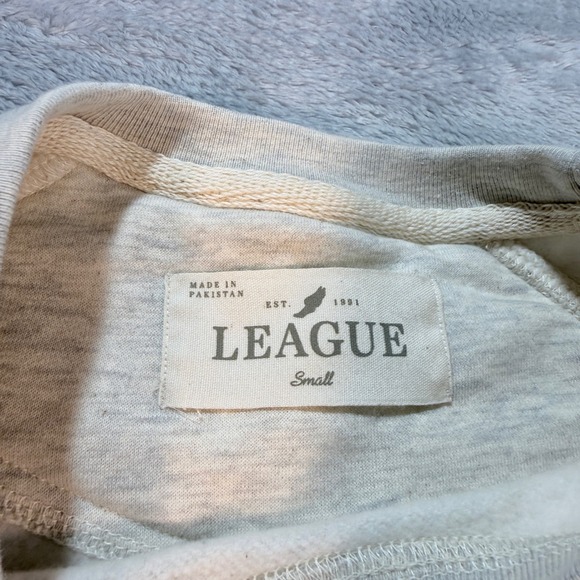 MADE IN
PAKISTAN
EST. 1991
LEAGUE
Small